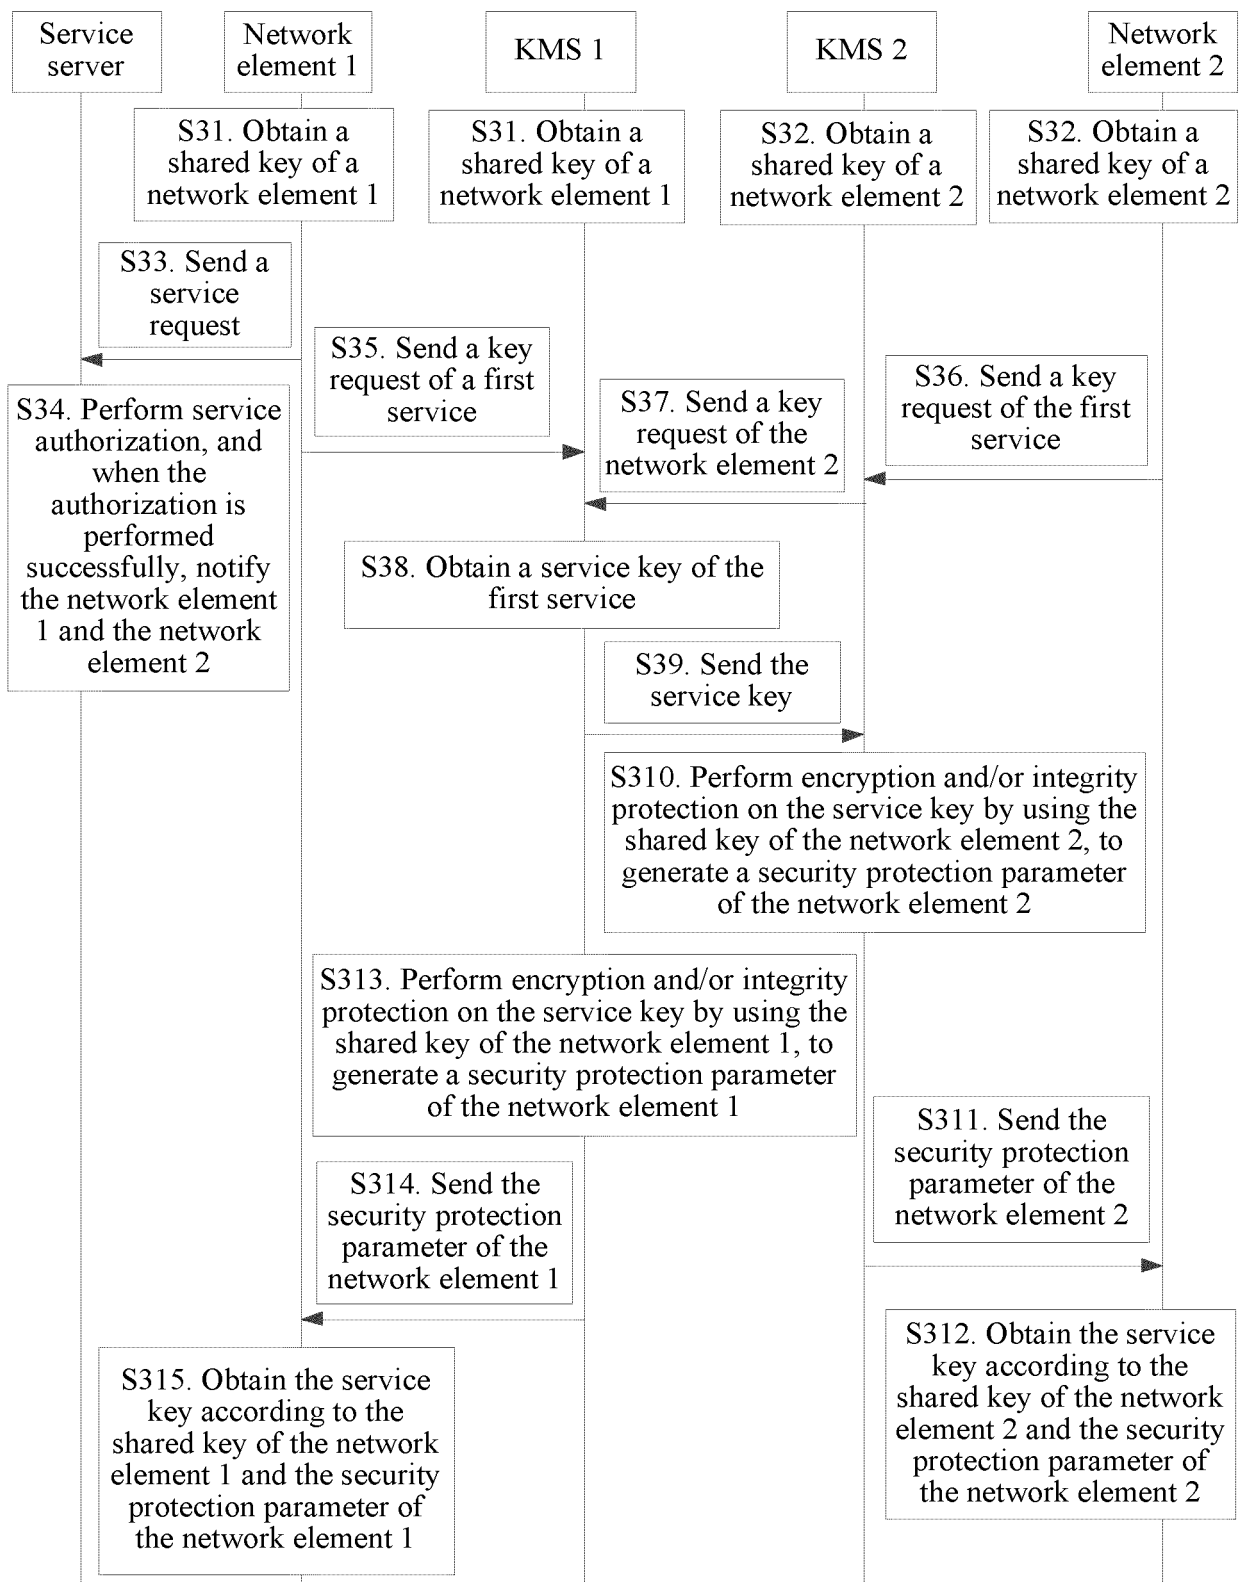 Service
server
Network
element 1
KMS 1
KMS 2
Network
element 2
S31. Obtain a
shared key of a
network element 1
S31. Obtain a
shared key of a
network element 1
S32. Obtain a
shared key of a
network element 2
S32. Obtain a
shared key of a
network element 2
S33. Send a
service
request
S35. Send a key
request of a first
service
S36. Send a key
request of the first
service
S37. Send a key
request of the
network element 2
S34. Perform service
authorization, and
when the
authorization is
performed
successfully, notify
the network element
1 and the network
element 2
S38. Obtain a service key of the
first service
S39. Send the
service key
S310. Perform encryption and/or integrity
protection on the service key by using the
shared key of the network element 2, to
generate a security protection parameter
of the network element 2
S313. Perform encryption and/or integrity
protection on the service key by using the
shared key of the network element 1, to
generate a security protection parameter
of the network element 1
S311. Send the
security protection
parameter of the
network element 2
S314. Send the
security protection
parameter of the
network element 1
S312. Obtain the service
key according to the
shared key of the network
element 2 and the security
protection parameter of
the network element 2
S315. Obtain the service
key according to the
shared key of the network
element 1 and the security
protection parameter of
the network element 1